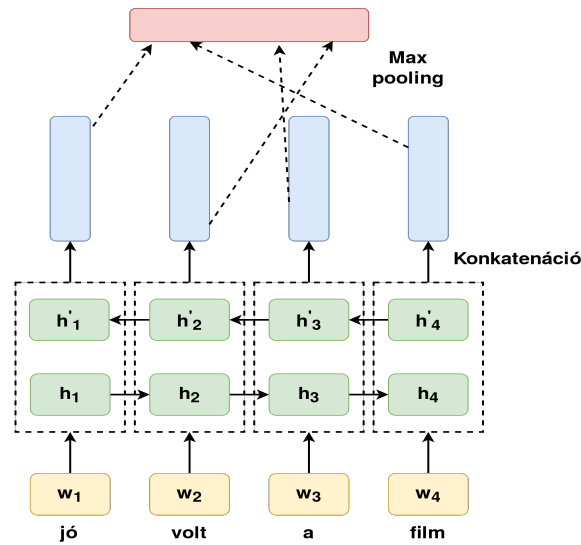 Max
pooling
Konkatenáció
h'₁ h'₂ h'₃ h'₄
h₁ h₂ h₃ h₄
w₁ w₂ w₃ w₄
jó volt a film